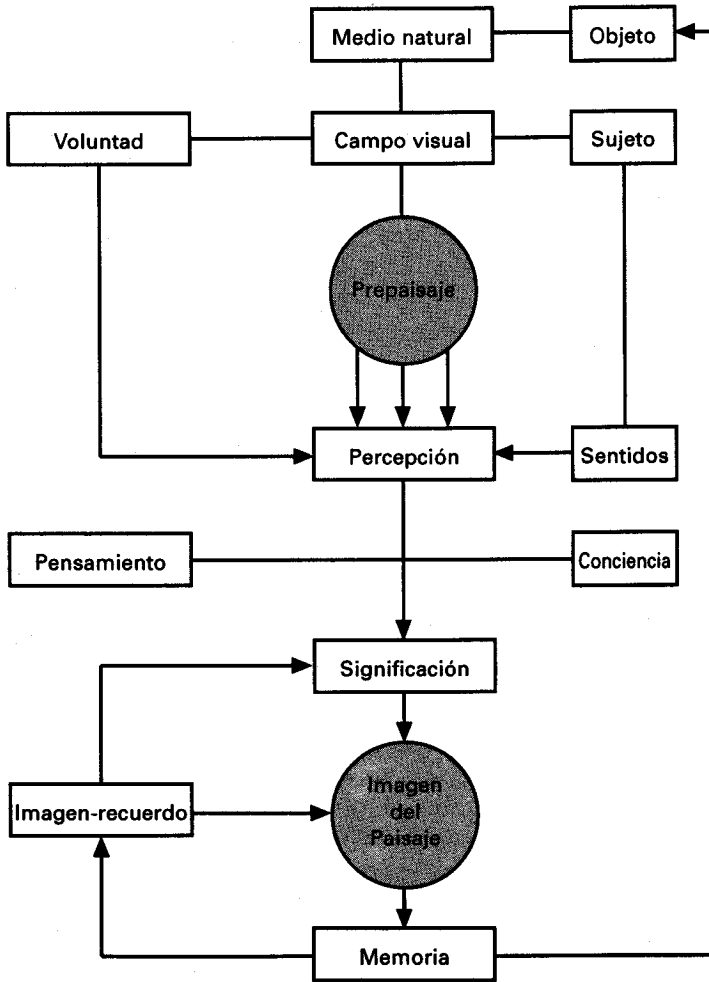 Medio natural
Objeto
Voluntad
Campo visual
Sujeto
Prepaisaje
Percepción
Sentidos
Pensamiento
Conciencia
Significación
Imagen-recuerdo
Imagen
del
Paisaje
Memoria